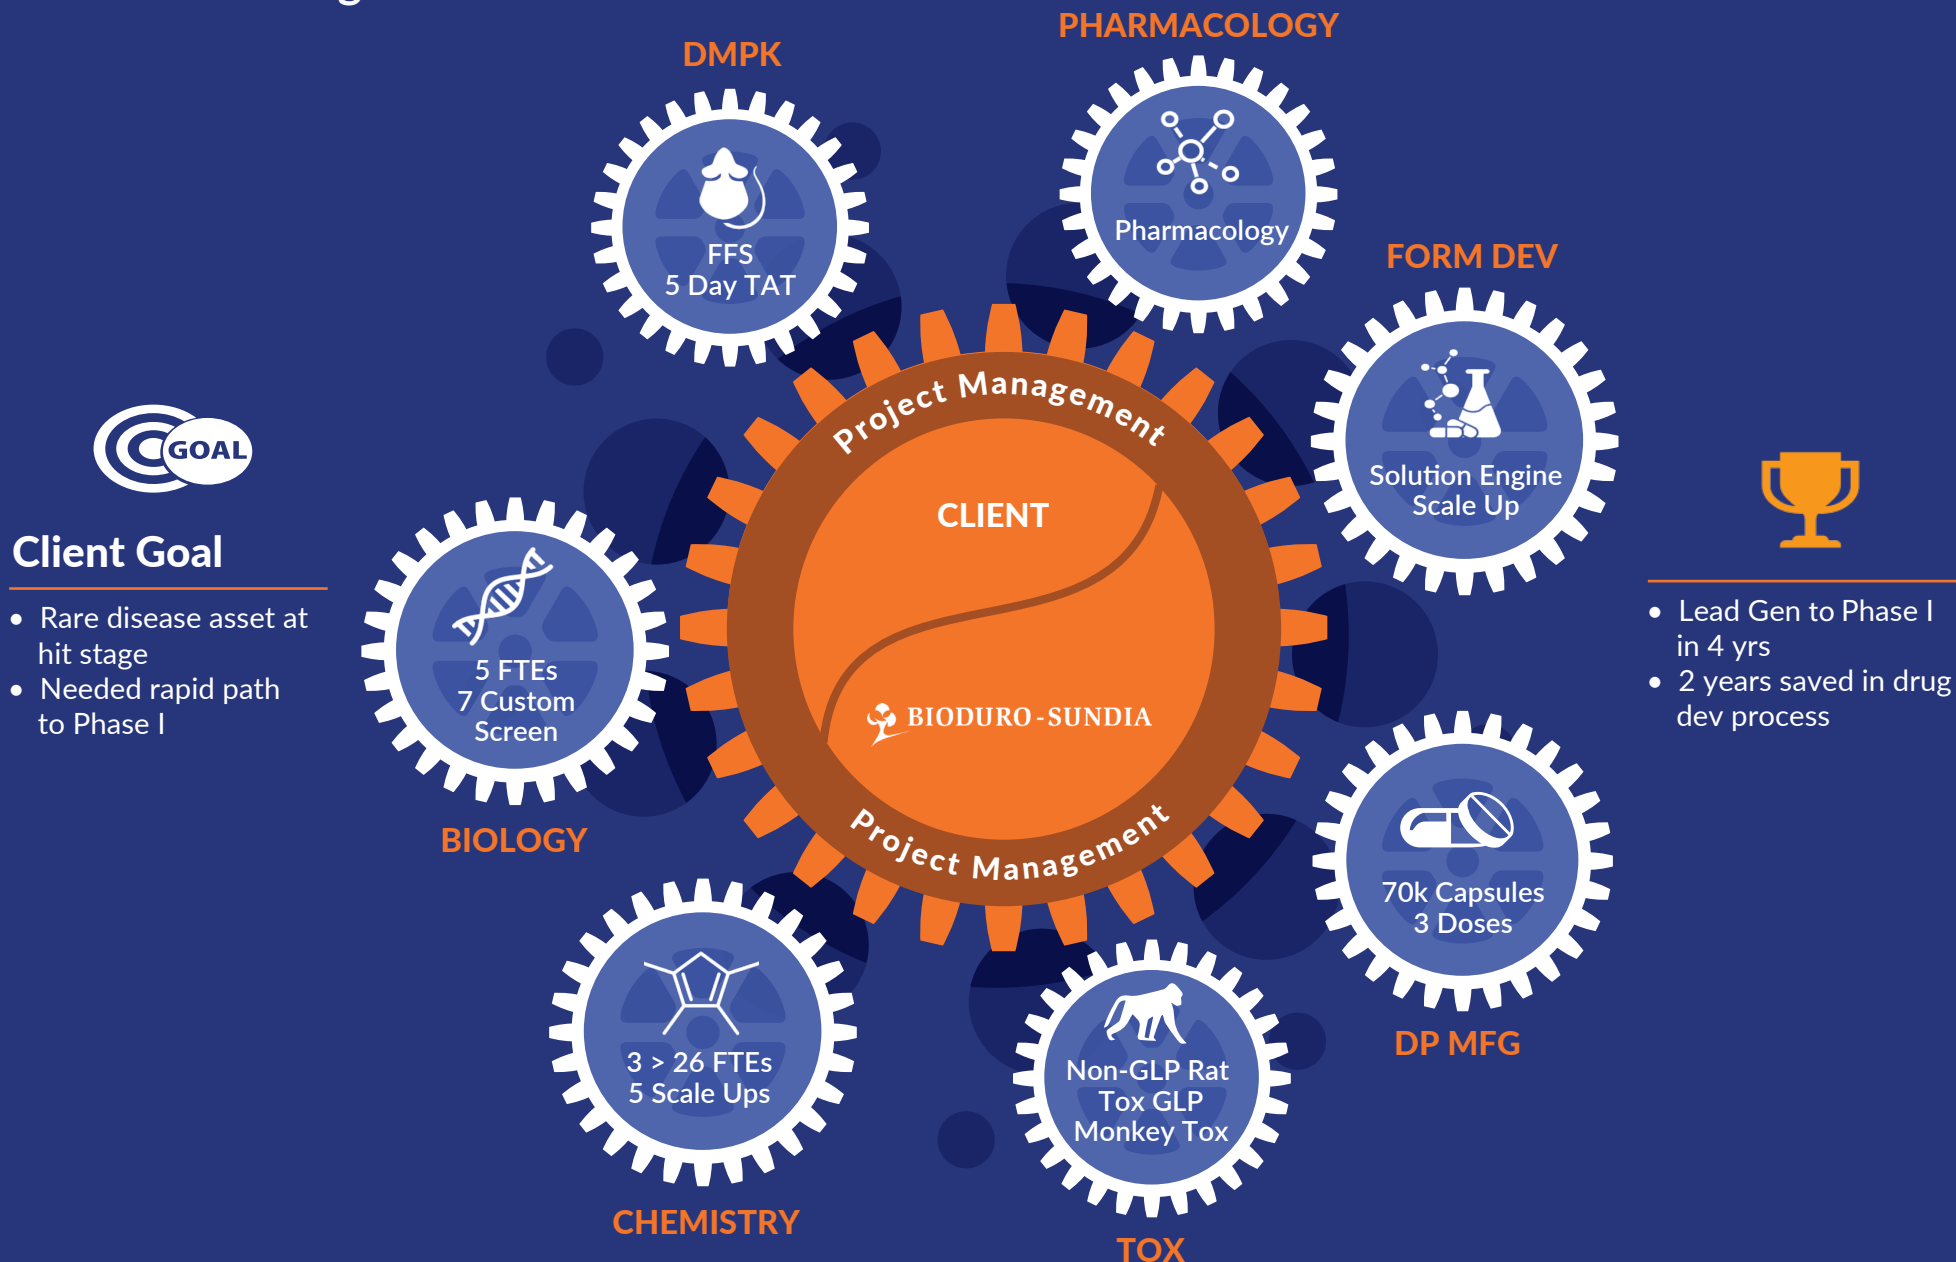 PHARMACOLOGY
DMPK
Pharmacology
FFS
5 Day TAT
FORM DEV
Solution Engine
Scale Up
Project Management
CLIENT
BIODURO-SUNDIA
Project Management
GOAL
Client Goal
• Rare disease asset at
hit stage
• Needed rapid path
to Phase I
5 FTEs
7 Custom
Screen
BIOLOGY
• Lead Gen to Phase I
in 4 yrs
• 2 years saved in drug
dev process
70k Capsules
3 Doses
DP MFG
3 > 26 FTEs
5 Scale Ups
CHEMISTRY
Non-GLP Rat
Tox GLP
Monkey Tox
TOX